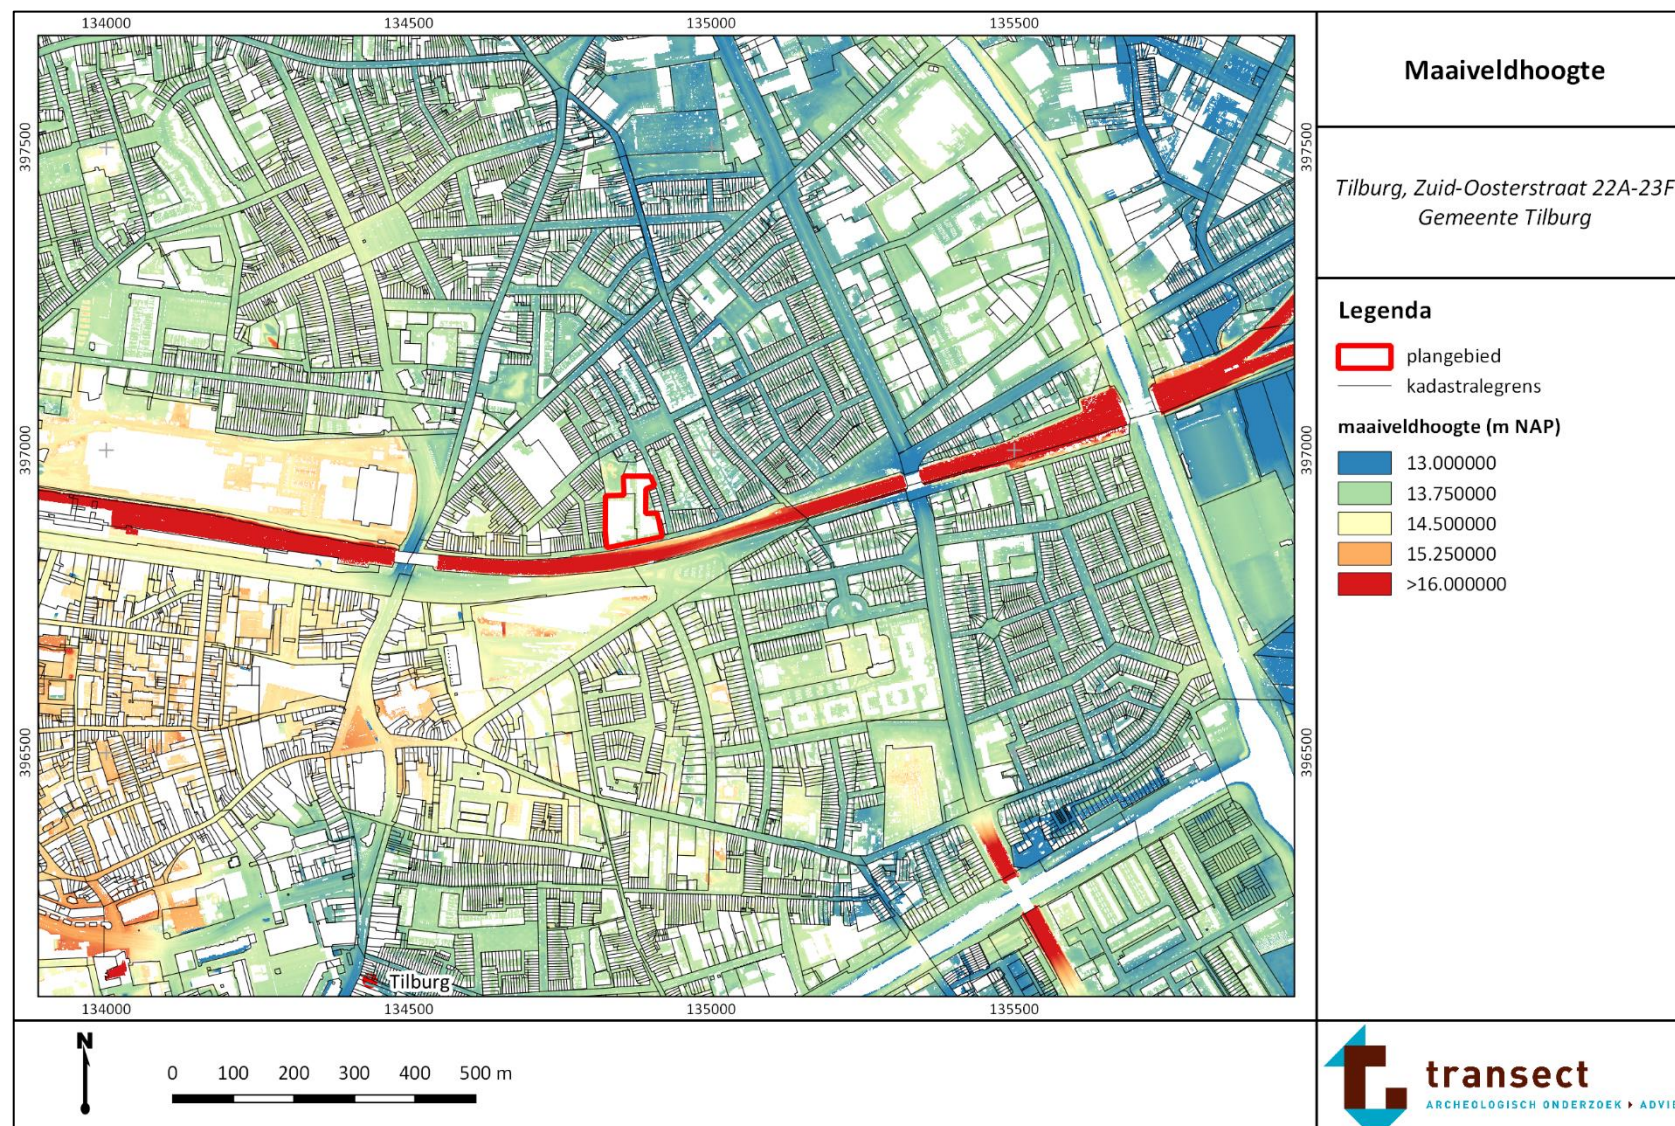 134000 134500 135000 135500
397500 397500
397000 397000
396500 396500
Tilburg
134000 134500 135000 135500
Maaiveldhoogte
Tilburg, Zuid-Oosterstraat 22A-23F
Gemeente Tilburg
Legenda
plangebied
kadastralegrens
maaiveldhoogte (m NAP)
13.000000
13.750000
14.500000
15.250000
>16.000000
N
0 100 200 300 400 500 m
transect
ARCHEOLOGISCH ONDERZOEK ADVIE